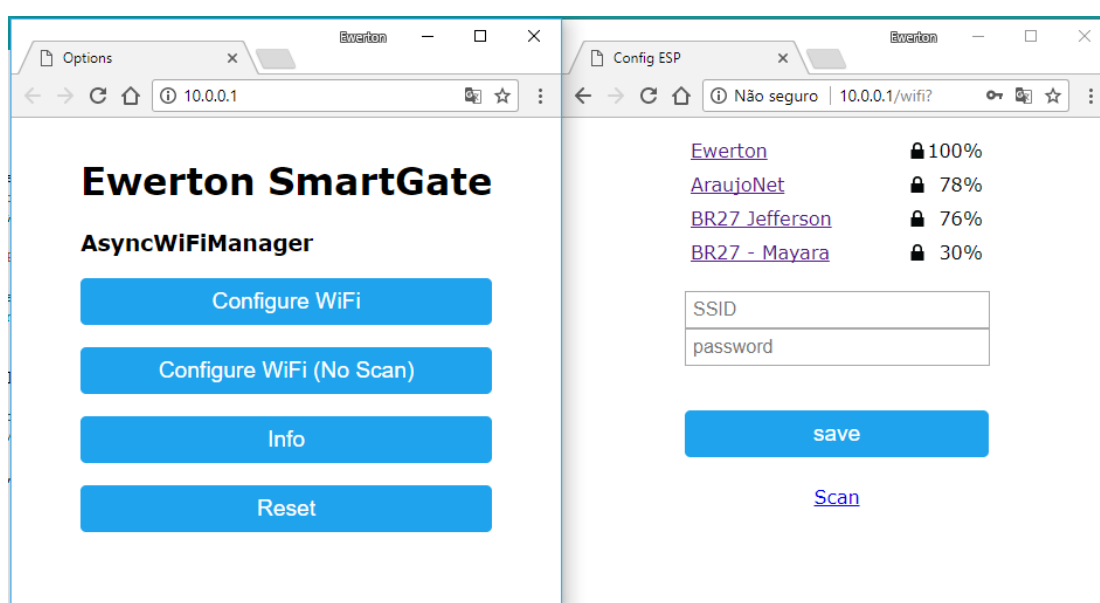 Ewerton
Options
10.0.0.1
Ewerton SmartGate
AsyncWiFiManager
Configure WiFi
Configure WiFi (No Scan)
Info
Reset
Ewerton
Config ESP
Não seguro | 10.0.0.1/wifi?
Ewerton 100%
AraujoNet 78%
BR27 Jefferson 76%
BR27 - Mayara 30%
SSID
password
save
Scan